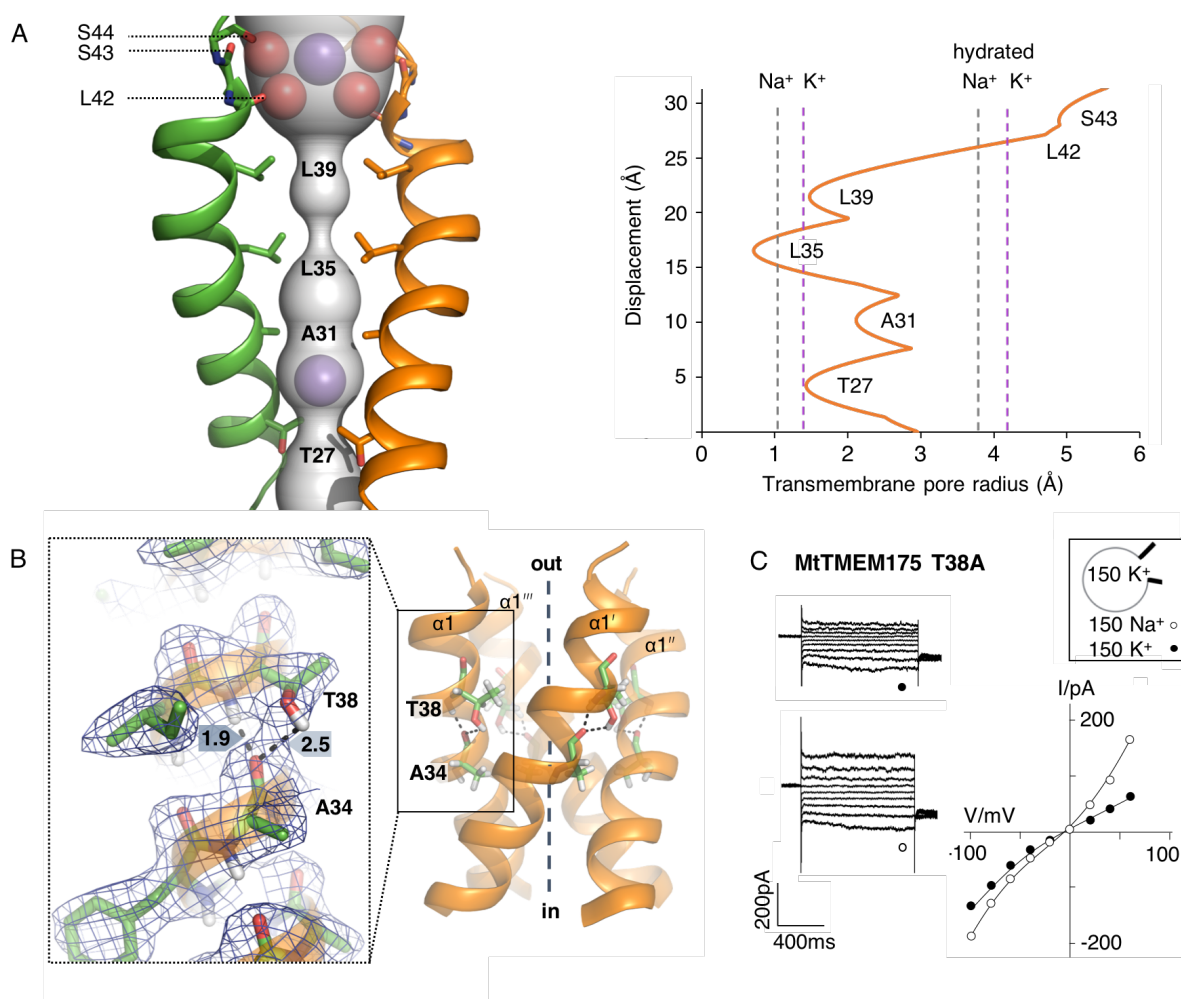 A
S44
S43
L42
L39
L35
A31
T27
hydrated
Na⁺ K⁺ Na⁺ K⁺
Displacement (Å)
30
25
20
15
10
5
S43
L42
L39
L35
A31
T27
0 1 2 3 4 5 6
Transmembrane pore radius (Å)
B
T38
1.9
2.5
A34
out
α1 α1‴ α1′ α1″
T38
A34
in
C MtTMEM175 T38A
150 K⁺
150 Na⁺
150 K⁺
200pA
400ms
I/pA
200
V/mV
-100 100
-200